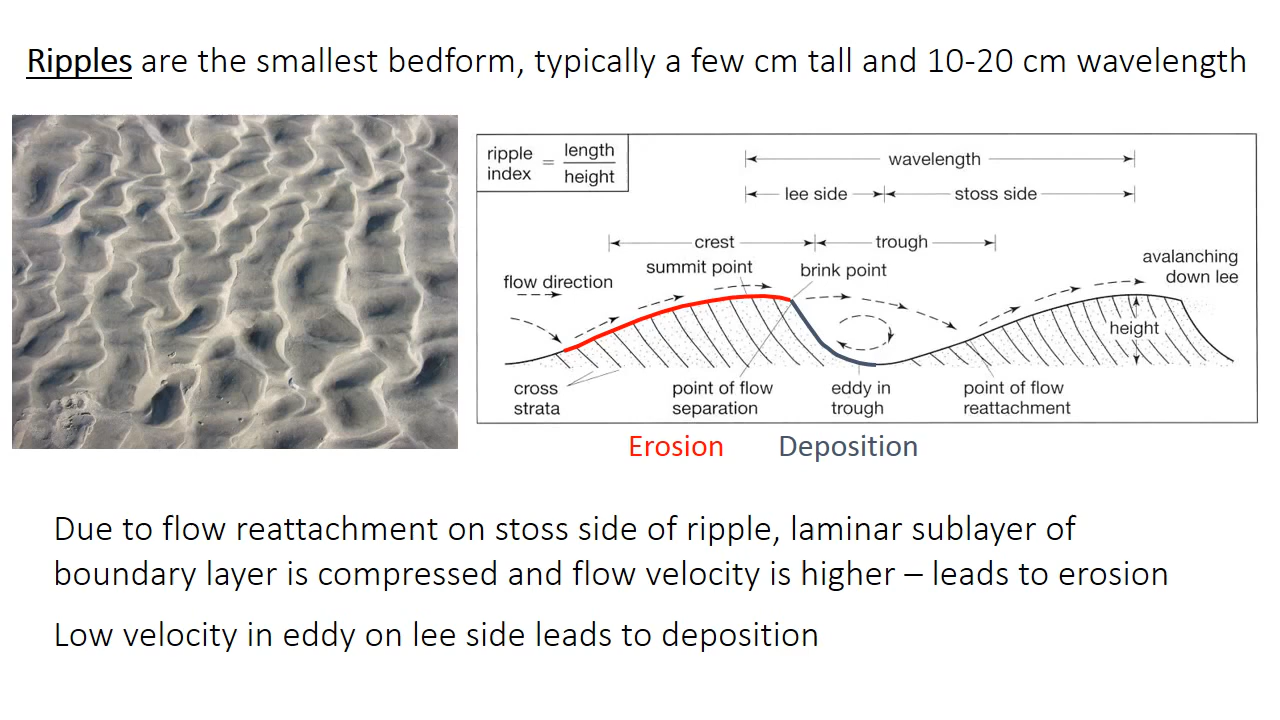 Ripples are the smallest bedform, typically a few cm tall and 10-20 cm wavelength
ripple index = length / height
wavelength
lee side
stoss side
crest
trough
summit point
brink point
avalanching
down lee
flow direction
height
cross
strata
point of flow
separation
eddy in
trough
point of flow
reattachment
Erosion
Deposition
Due to flow reattachment on stoss side of ripple, laminar sublayer of
boundary layer is compressed and flow velocity is higher – leads to erosion
Low velocity in eddy on lee side leads to deposition